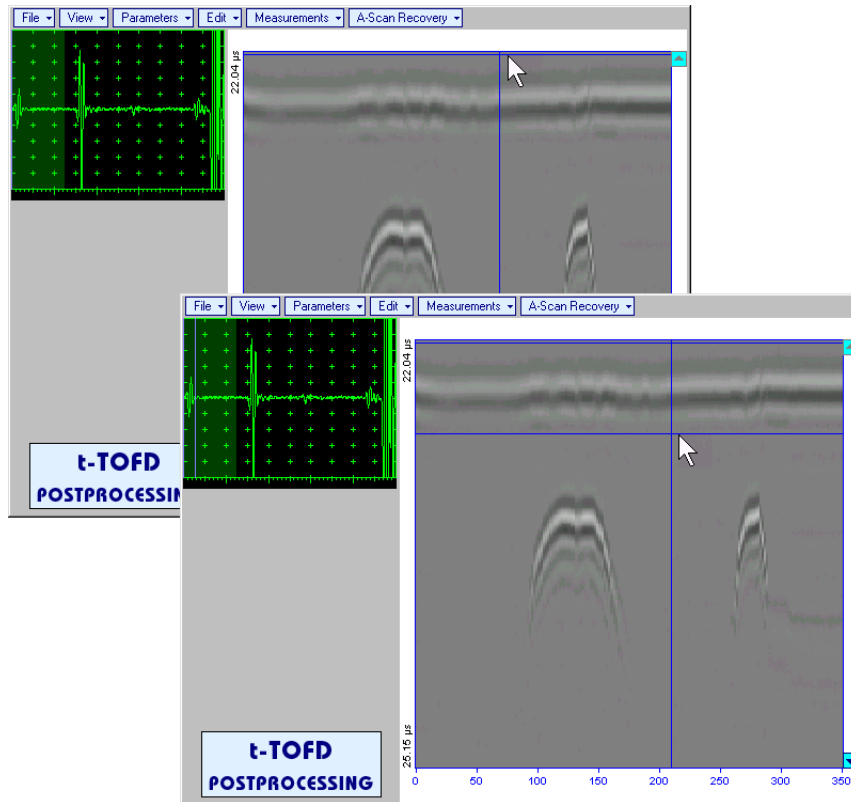 File View Parameters Edit Measurements A-Scan Recovery
22.04 µs
t-TOFD
POSTPROCESSIN
File View Parameters Edit Measurements A-Scan Recovery
22.04 µs
25.15 µs
0 50 100 150 200 250 300 350
t-TOFD
POSTPROCESSING